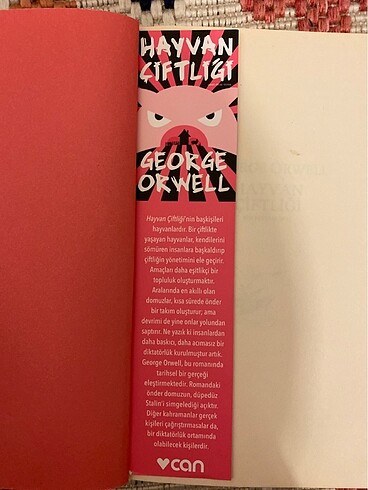 HAYVAN
ÇİFTLİĞİ
GEORGE
ORWELL
Hayvan Çiftliği'nin başkişileri
hayvanlardır. Bir çiftlikte
yaşayan hayvanlar, kendilerini
sömüren insanlara başkaldırıp
çiftliğin yönetimini ele geçirir.
Amaçları daha eşitlikçi bir
topluluk oluşturmaktır.
Aralarında en akıllı olan
domuzlar, kısa sürede önder
bir takım oluşturur; ama
devrimi de yine onlar yolundan
saptırır. Ne yazık ki insanlardan
daha baskıcı, daha acımasız bir
diktatörlük kurulmuştur artık.
George Orwell, bu romanında
tarihsel bir gerçeği
eleştirmektedir. Romandaki
önder domuzun, düpedüz
Stalin'i simgelediği açıktır.
Diğer kahramanlar gerçek
kişileri çağrıştırmasalar da,
bir diktatörlük ortamında
olabilecek kişilerdir.
can
HAYVAN
ÇİFTLİĞİ